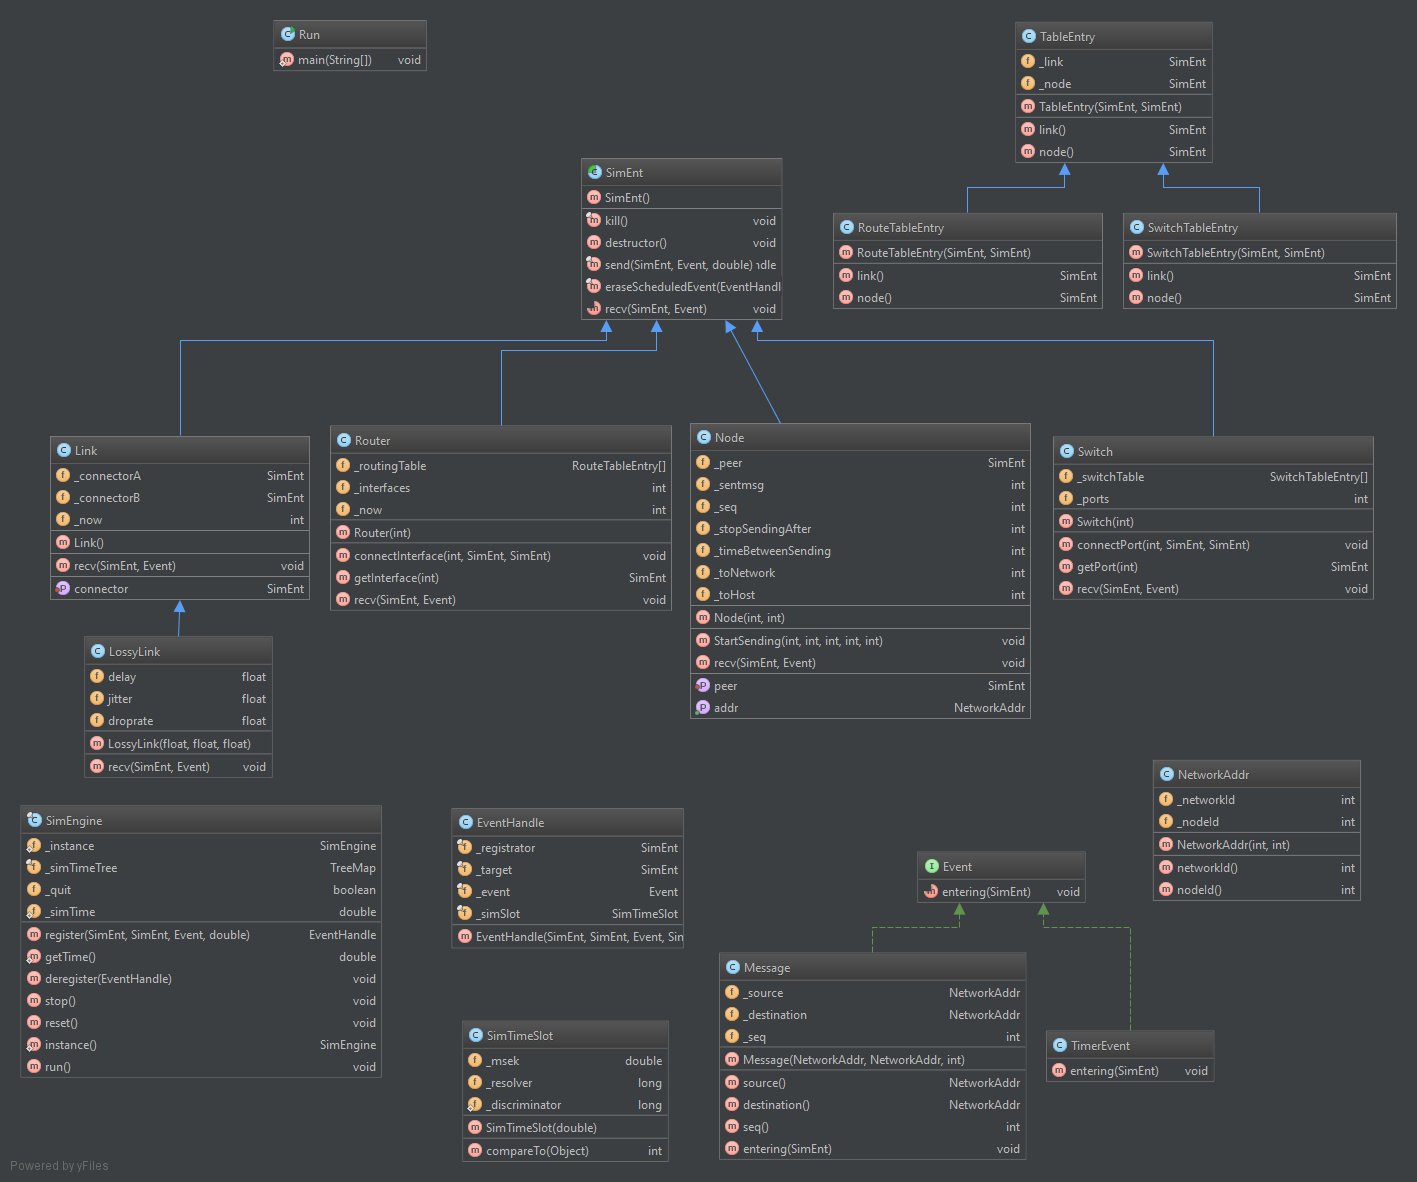 Run
main(String[]) void
TableEntry
_link SimEnt
_node SimEnt
TableEntry(SimEnt, SimEnt)
link() SimEnt
node() SimEnt
SimEnt
SimEnt()
kill() void
destructor() void
send(SimEnt, Event, double) ndle
eraseScheduledEvent(EventHandl
recv(SimEnt, Event) void
RouteTableEntry
RouteTableEntry(SimEnt, SimEnt)
link() SimEnt
node() SimEnt
SwitchTableEntry
SwitchTableEntry(SimEnt, SimEnt)
link() SimEnt
node() SimEnt
Link
_connectorA SimEnt
_connectorB SimEnt
_now int
Link()
recv(SimEnt, Event) void
connector SimEnt
Router
_routingTable RouteTableEntry[]
_interfaces int
_now int
Router(int)
connectInterface(int, SimEnt, SimEnt) void
getInterface(int) SimEnt
recv(SimEnt, Event) void
Node
_peer SimEnt
_sentmsg int
_seq int
_stopSendingAfter int
_timeBetweenSending int
_toNetwork int
_toHost int
Node(int, int)
StartSending(int, int, int, int, int) void
recv(SimEnt, Event) void
peer SimEnt
addr NetworkAddr
Switch
_switchTable SwitchTableEntry[]
_ports int
Switch(int)
connectPort(int, SimEnt, SimEnt) void
getPort(int) SimEnt
recv(SimEnt, Event) void
LossyLink
delay float
jitter float
droprate float
LossyLink(float, float, float)
recv(SimEnt, Event) void
SimEngine
_instance SimEngine
_simTimeTree TreeMap
_quit boolean
_simTime double
register(SimEnt, SimEnt, Event, double) EventHandle
getTime() double
deregister(EventHandle) void
stop() void
reset() void
instance() SimEngine
run() void
EventHandle
_registrator SimEnt
_target SimEnt
_event Event
_simSlot SimTimeSlot
EventHandle(SimEnt, SimEnt, Event, Sin
SimTimeSlot
_msek double
_resolver long
_discriminator long
SimTimeSlot(double)
compareTo(Object) int
Event
entering(SimEnt) void
NetworkAddr
_networkId int
_nodeId int
NetworkAddr(int, int)
networkId() int
nodeId() int
Message
_source NetworkAddr
_destination NetworkAddr
_seq int
Message(NetworkAddr, NetworkAddr, int)
source() NetworkAddr
destination() NetworkAddr
seq() int
entering(SimEnt) void
TimerEvent
entering(SimEnt) void
Powered by yFiles